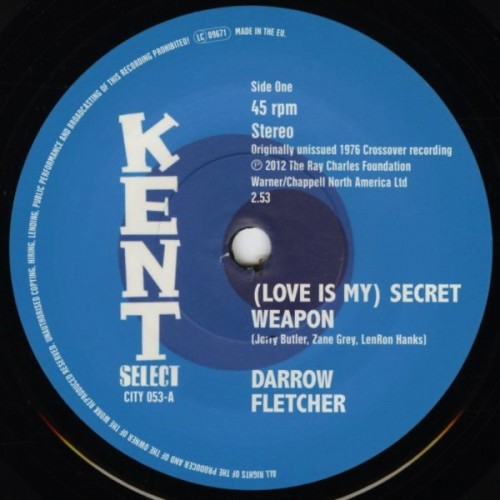 UNAUTHORISED COPYING, HIRING, LENDING, PUBLIC PERFORMANCE AND BROADCASTING OF THIS RECORDING PROHIBITED!
LC 09671
MADE IN THE EU.
Side One
45 rpm
Stereo
Originally unissued 1976 Crossover recording
℗ 2012 The Ray Charles Foundation
Warner/Chappell North America Ltd
2.53
KENT
SELECT
CITY 053-A
(LOVE IS MY) SECRET
WEAPON
(Jerry Butler, Zane Grey, LenRon Hanks)
DARROW
FLETCHER
ALL RIGHTS OF THE PRODUCER AND OF THE OWNER OF THE WORK REPRODUCED RESERVED.